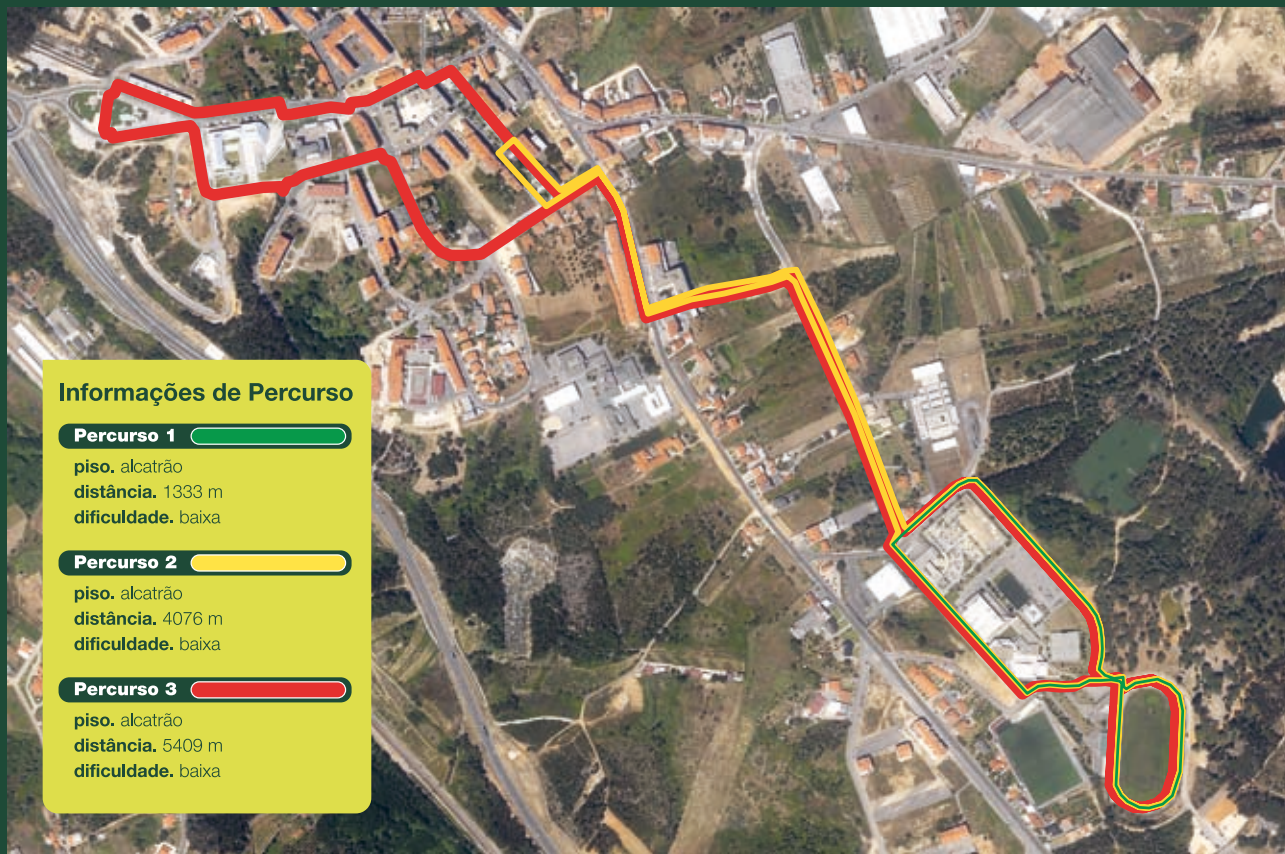 Informações de Percurso
Percurso 1
piso. alcatrão
distância. 1333 m
dificuldade. baixa
Percurso 2
piso. alcatrão
distância. 4076 m
dificuldade. baixa
Percurso 3
piso. alcatrão
distância. 5409 m
dificuldade. baixa